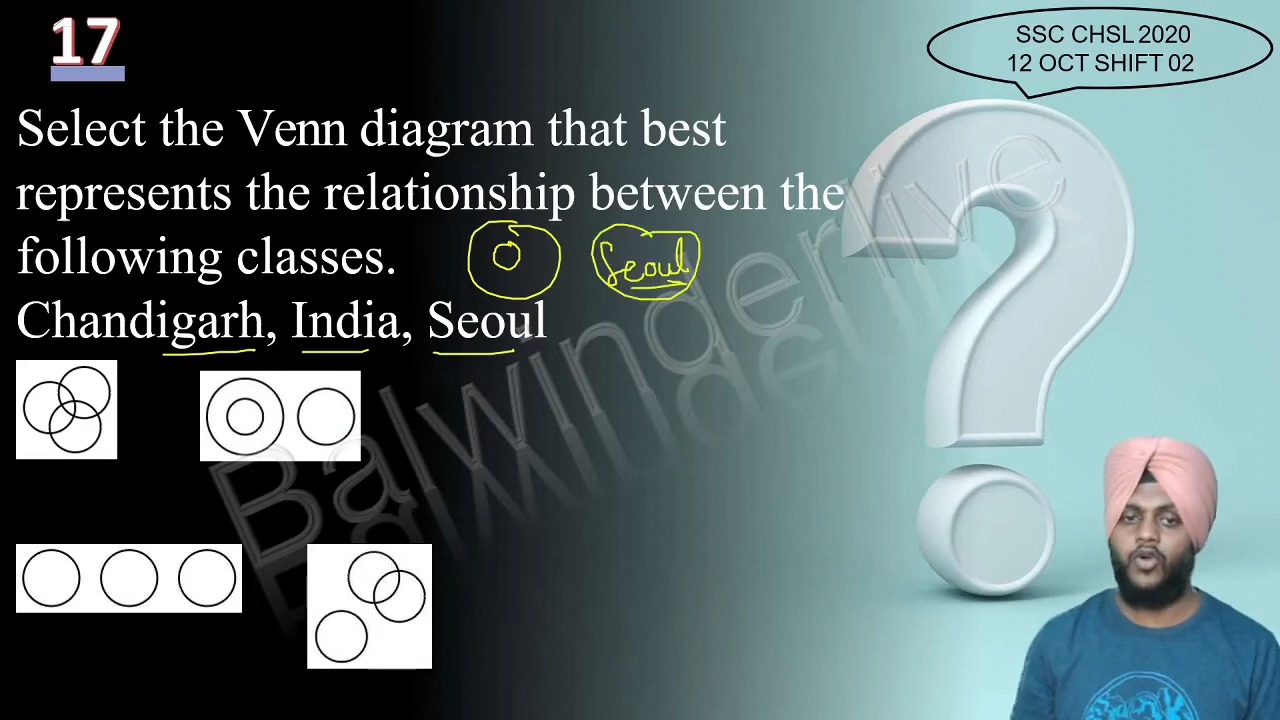 17
SSC CHSL 2020
12 OCT SHIFT 02
Select the Venn diagram that best
represents the relationship between the
following classes.
Seoul
Chandigarh, India, Seoul
Balwinderlive